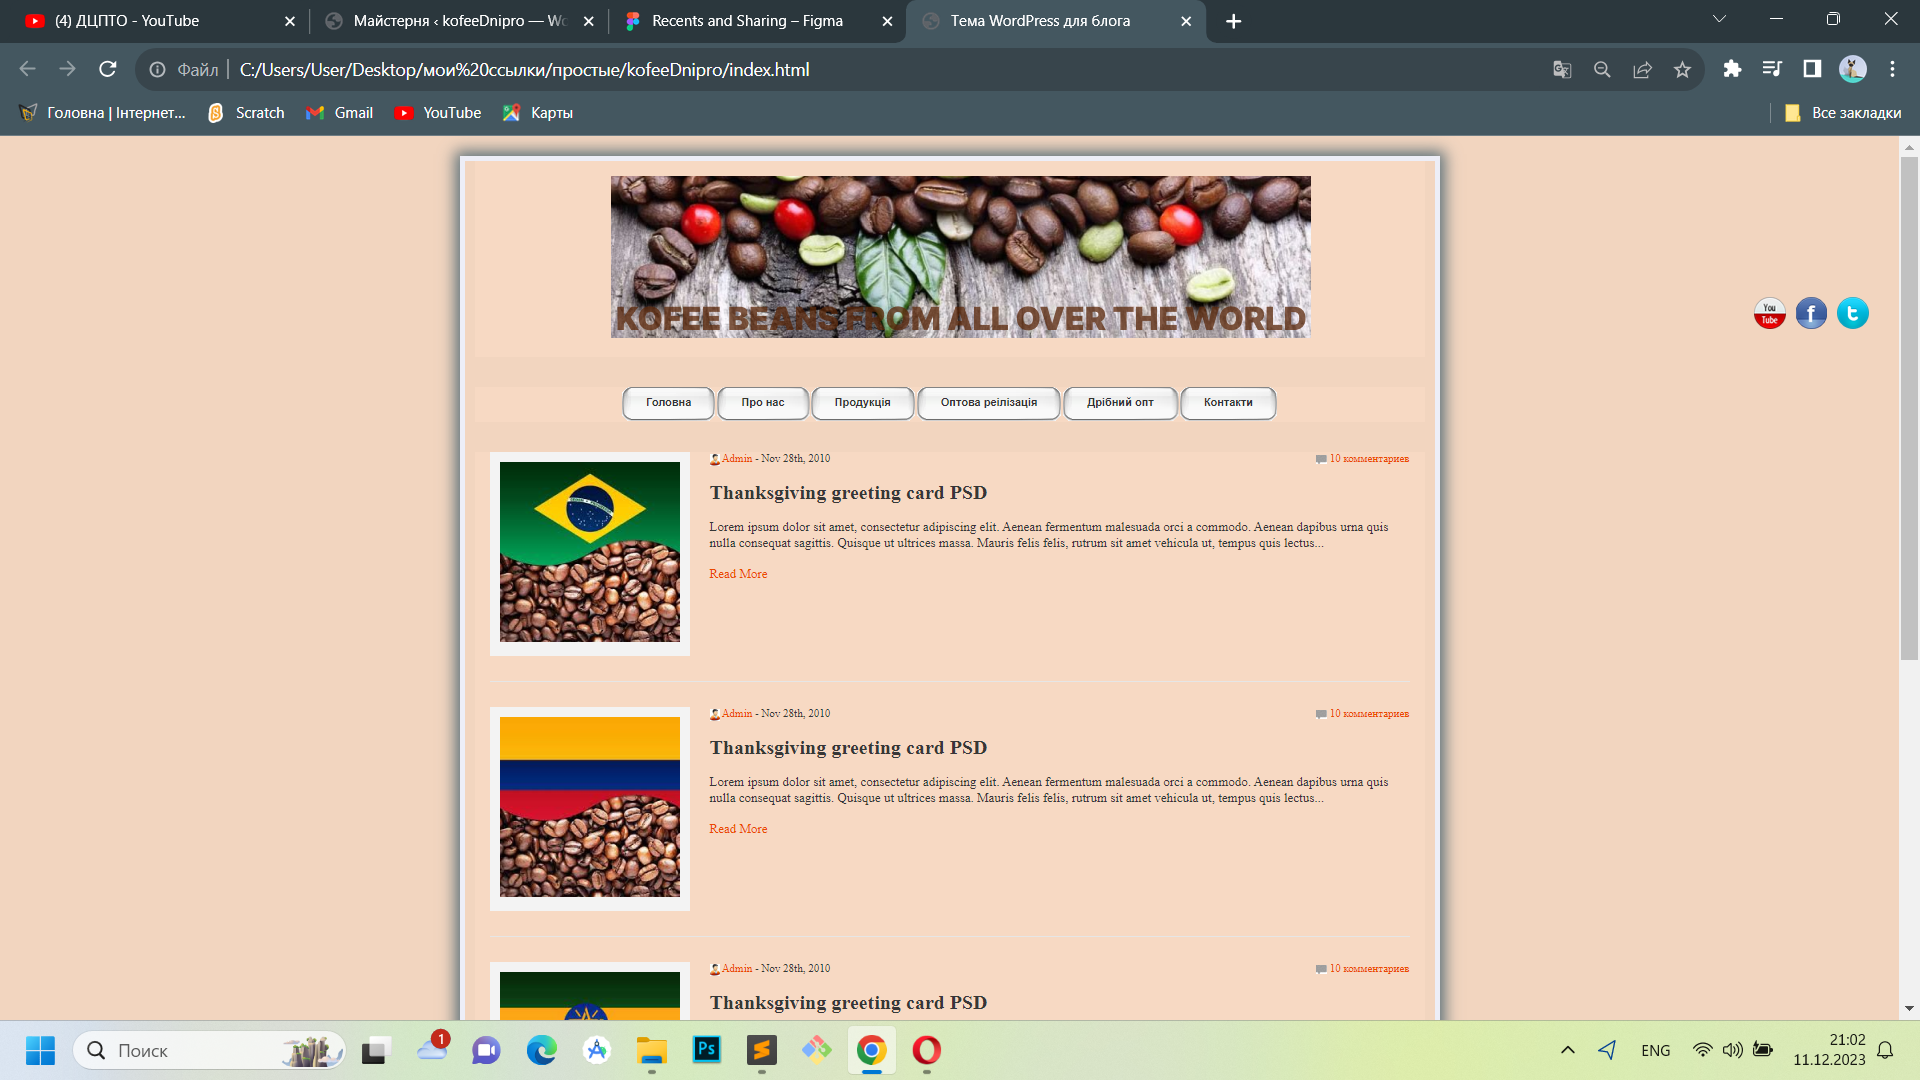 (4) ДЦПТО - YouTube
Майстерня ‹ kofeeDnipro — Wo
Recents and Sharing – Figma
Тема WordPress для блога
Файл
C:/Users/User/Desktop/мои%20ссылки/простые/kofeeDnipro/index.html
Головна | Інтернет...
Scratch
Gmail
YouTube
Карты
Все закладки
KOFEE BEANS FROM ALL OVER THE WORLD
You Tube
f
t
Головна
Про нас
Продукція
Оптова реілізація
Дрібний опт
Контакти
Admin - Nov 28th, 2010
10 комментариев
Thanksgiving greeting card PSD
Lorem ipsum dolor sit amet, consectetur adipiscing elit. Aenean fermentum malesuada orci a commodo. Aenean dapibus urna quis
nulla consequat sagittis. Quisque ut ultrices massa. Mauris felis felis, rutrum sit amet vehicula ut, tempus quis lectus...
Read More
Admin - Nov 28th, 2010
10 комментариев
Thanksgiving greeting card PSD
Lorem ipsum dolor sit amet, consectetur adipiscing elit. Aenean fermentum malesuada orci a commodo. Aenean dapibus urna quis
nulla consequat sagittis. Quisque ut ultrices massa. Mauris felis felis, rutrum sit amet vehicula ut, tempus quis lectus...
Read More
Admin - Nov 28th, 2010
10 комментариев
Thanksgiving greeting card PSD
Поиск
1
Ps
ENG
21:02
11.12.2023